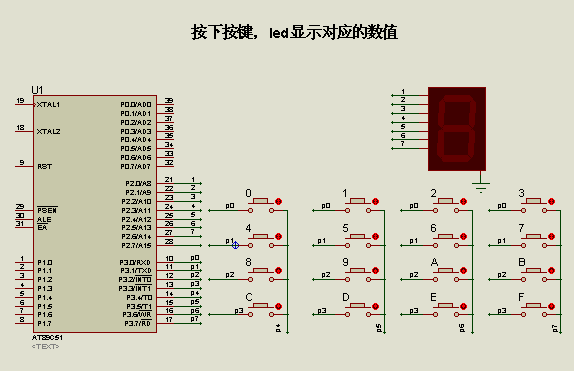 按下按键，led显示对应的数值
U1
19 XTAL1 P0.0/AD0 39
P0.1/AD1 38
P0.2/AD2 37
18 XTAL2 P0.3/AD3 36
P0.4/AD4 35
P0.5/AD5 34
P0.6/AD6 33
9 RST P0.7/AD7 32
P2.0/A8 21 1
P2.1/A9 22 2
P2.2/A10 23 3
29 PSEN P2.3/A11 24 4
30 ALE P2.4/A12 25 5
31 EA P2.5/A13 26 6
P2.6/A14 27 7
P2.7/A15 28
1 P1.0 P3.0/RXD 10 p0
2 P1.1 P3.1/TXD 11 p1
3 P1.2 P3.2/INT0 12 p2
4 P1.3 P3.3/INT1 13 p3
5 P1.4 P3.4/T0 14 p4
6 P1.5 P3.5/T1 15 p5
7 P1.6 P3.6/WR 16 p6
8 P1.7 P3.7/RD 17 p7
AT89C51
<TEXT>
1
2
3
4
5
6
7
0 1 2 3
p0 p0 p0 p0
4 5 6 7
p1 p1 p1 p1
8 9 A B
p2 p2 p2 p2
C D E F
p3 p3 p3 p3
p4 p5 p6 p7